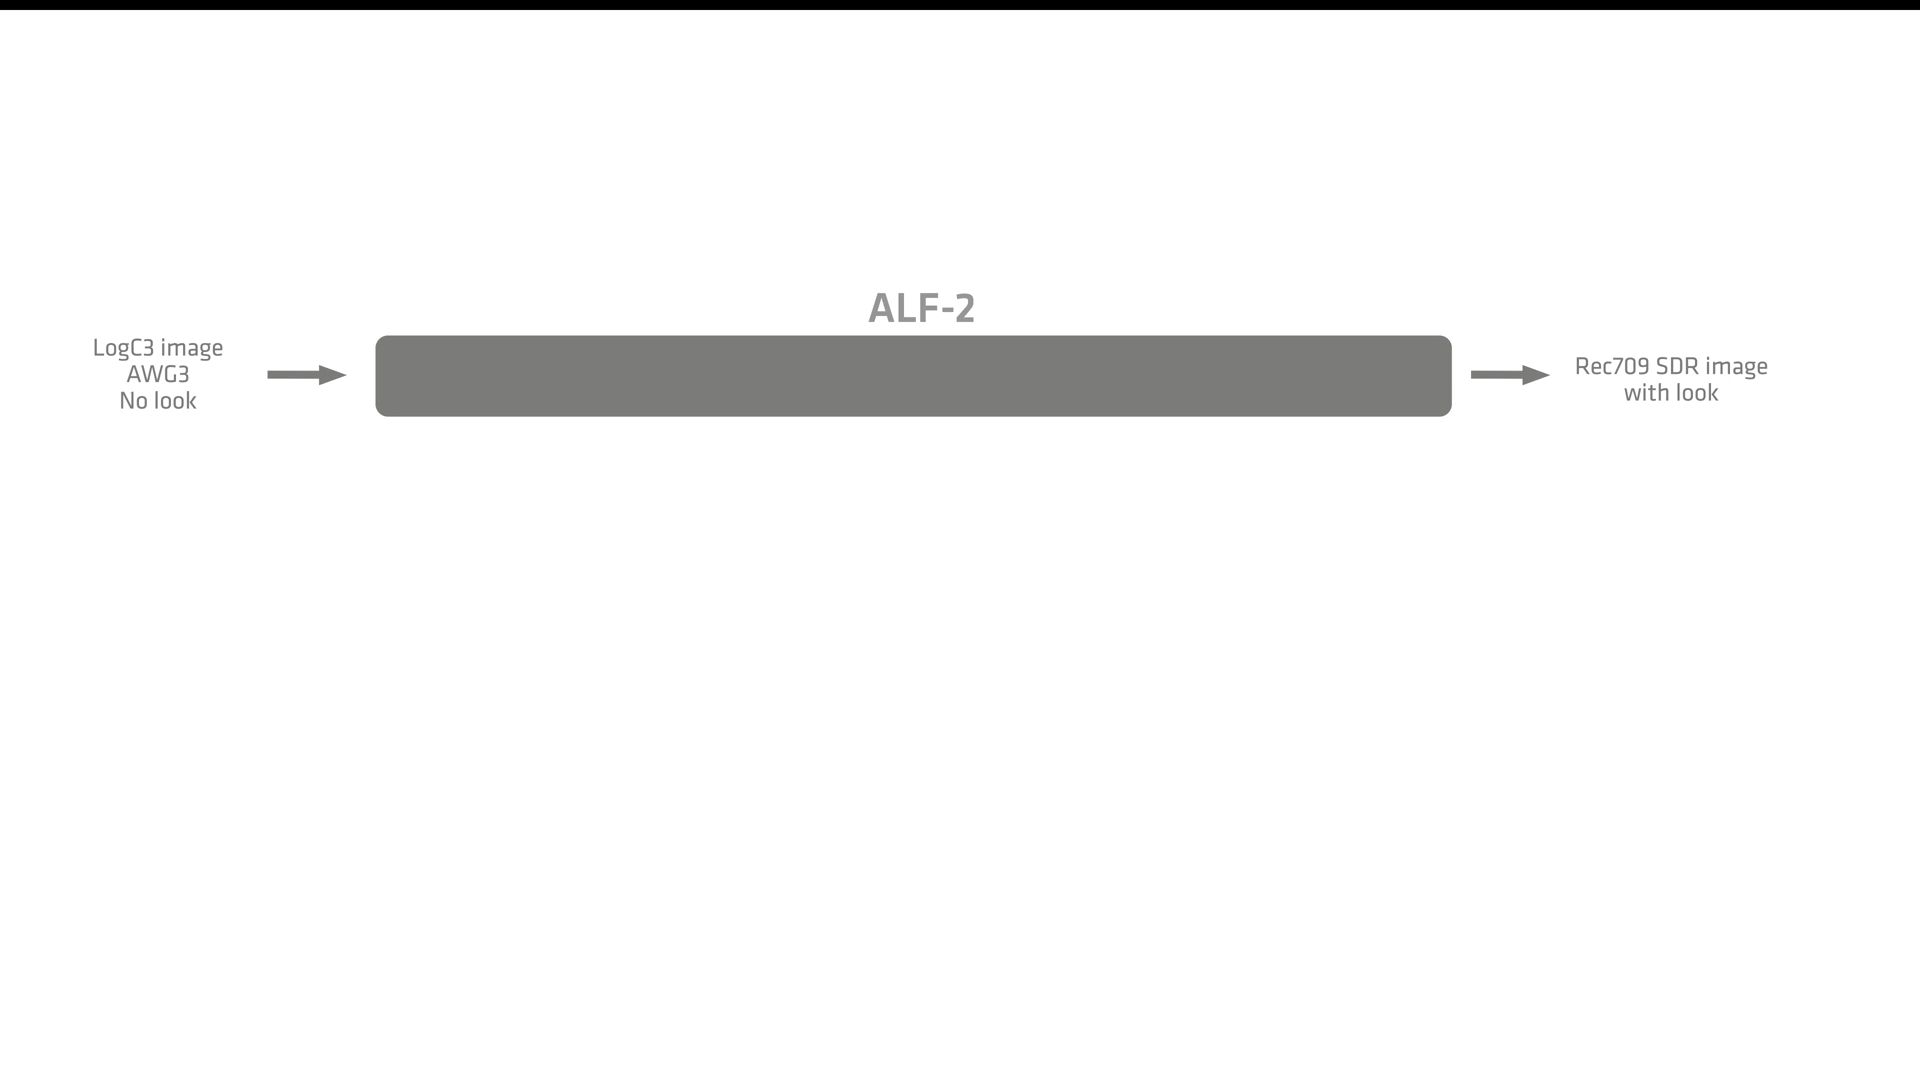 ALF-2
LogC3 image
AWG3
No look
Rec709 SDR image
with look